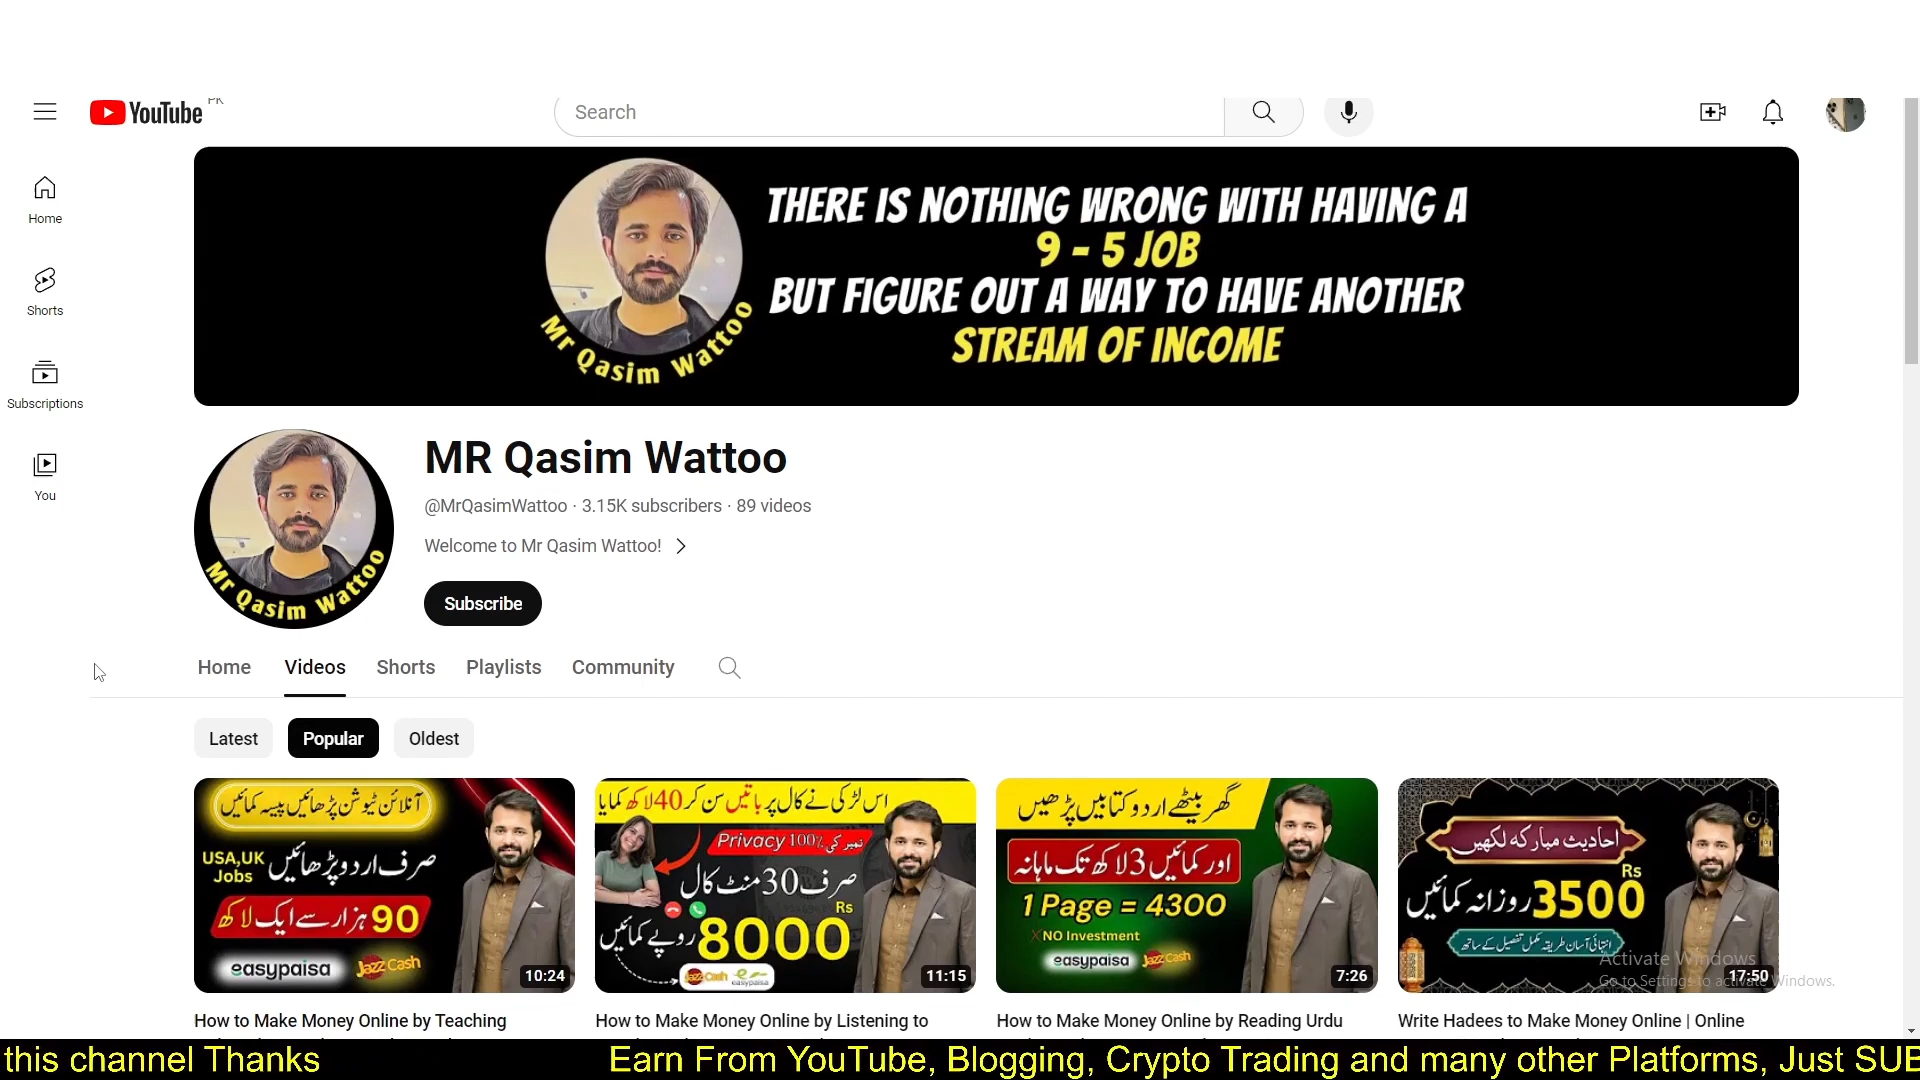 YouTube PK
Search
Home
Shorts
Subscriptions
You
THERE IS NOTHING WRONG WITH HAVING A
9 - 5 JOB
BUT FIGURE OUT A WAY TO HAVE ANOTHER
STREAM OF INCOME
Mr Qasim Wattoo
Mr Qasim Wattoo
MR Qasim Wattoo
@MrQasimWattoo · 3.15K subscribers · 89 videos
Welcome to Mr Qasim Wattoo!
Subscribe
Home Videos Shorts Playlists Community
Latest Popular Oldest
آنلائن ٹیوشن پڑھائیں پیسہ کمائیں
USA,UK
Jobs
صرف اردو پڑھائیں
90 ہزار سے ایک لاکھ
easypaisa JazzCash
10:24
اس لڑکی نے کال پر باتیں سن کر 40 لاکھ کمایا
نمبر کی 100% Privacy
صرف 30 منٹ کال
Rs
8000 روپے کمائیں
JazzCash easypaisa
11:15
گھر بیٹھے اردو کتابیں پڑھیں
اور کمائیں 3 لاکھ تک ماہانہ
1 Page = 4300
NO Investment
easypaisa JazzCash
7:26
احادیث مبارکہ لکھیں
Rs
3500 روزانہ کمائیں
انتہائی آسان طریقہ مکمل تفصیل کے ساتھ
17:50
Activate Windows
Go to Settings to activate Windows.
How to Make Money Online by Teaching
How to Make Money Online by Listening to
How to Make Money Online by Reading Urdu
Write Hadees to Make Money Online | Online
this channel Thanks
Earn From YouTube, Blogging, Crypto Trading and many other Platforms, Just SUB